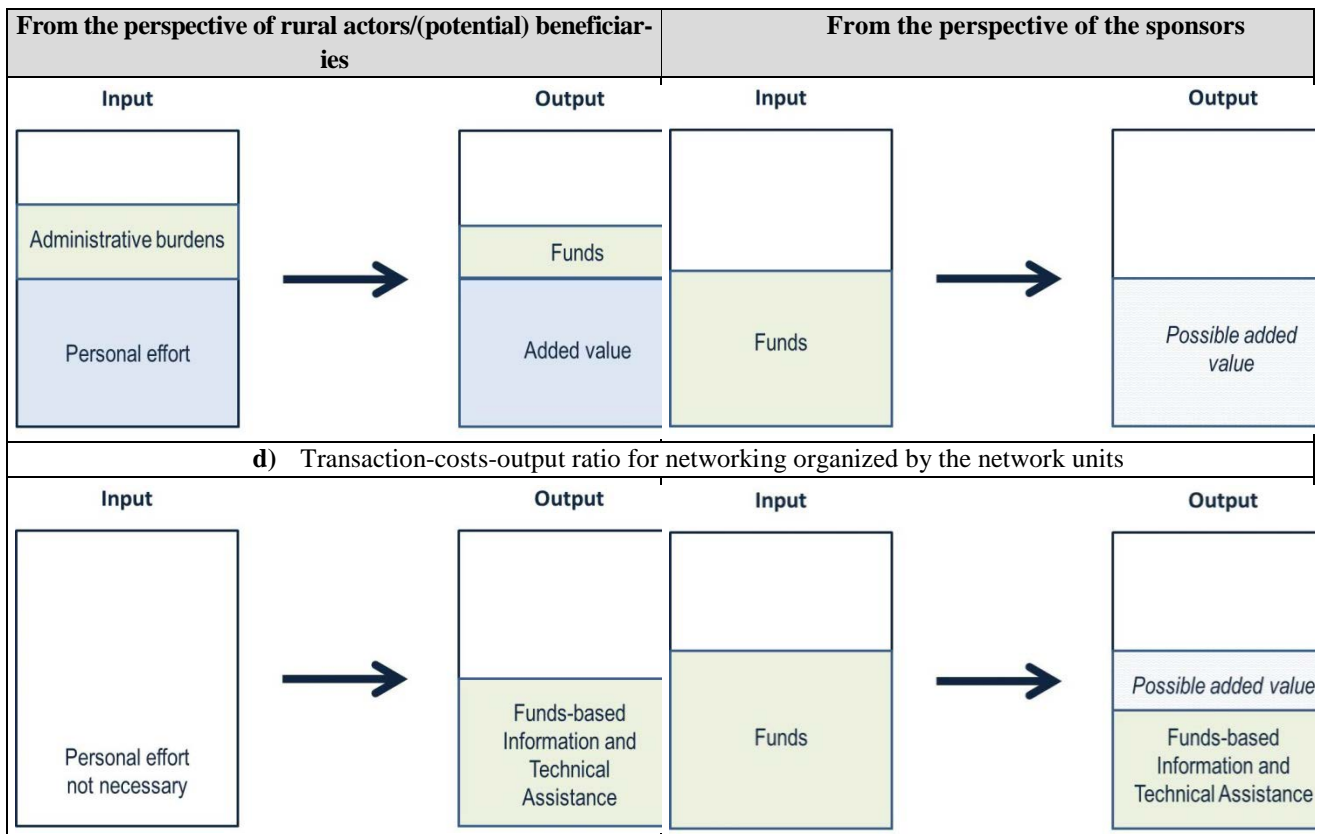 From the perspective of rural actors/(potential) beneficiar-
ies
From the perspective of the sponsors
Input
Output
Administrative burdens
Personal effort
Funds
Added value
Input
Output
Funds
Possible added
value
d) Transaction-costs-output ratio for networking organized by the network units
Input
Output
Personal effort
not necessary
Funds-based
Information and
Technical
Assistance
Input
Output
Funds
Possible added value
Funds-based
Information and
Technical Assistance